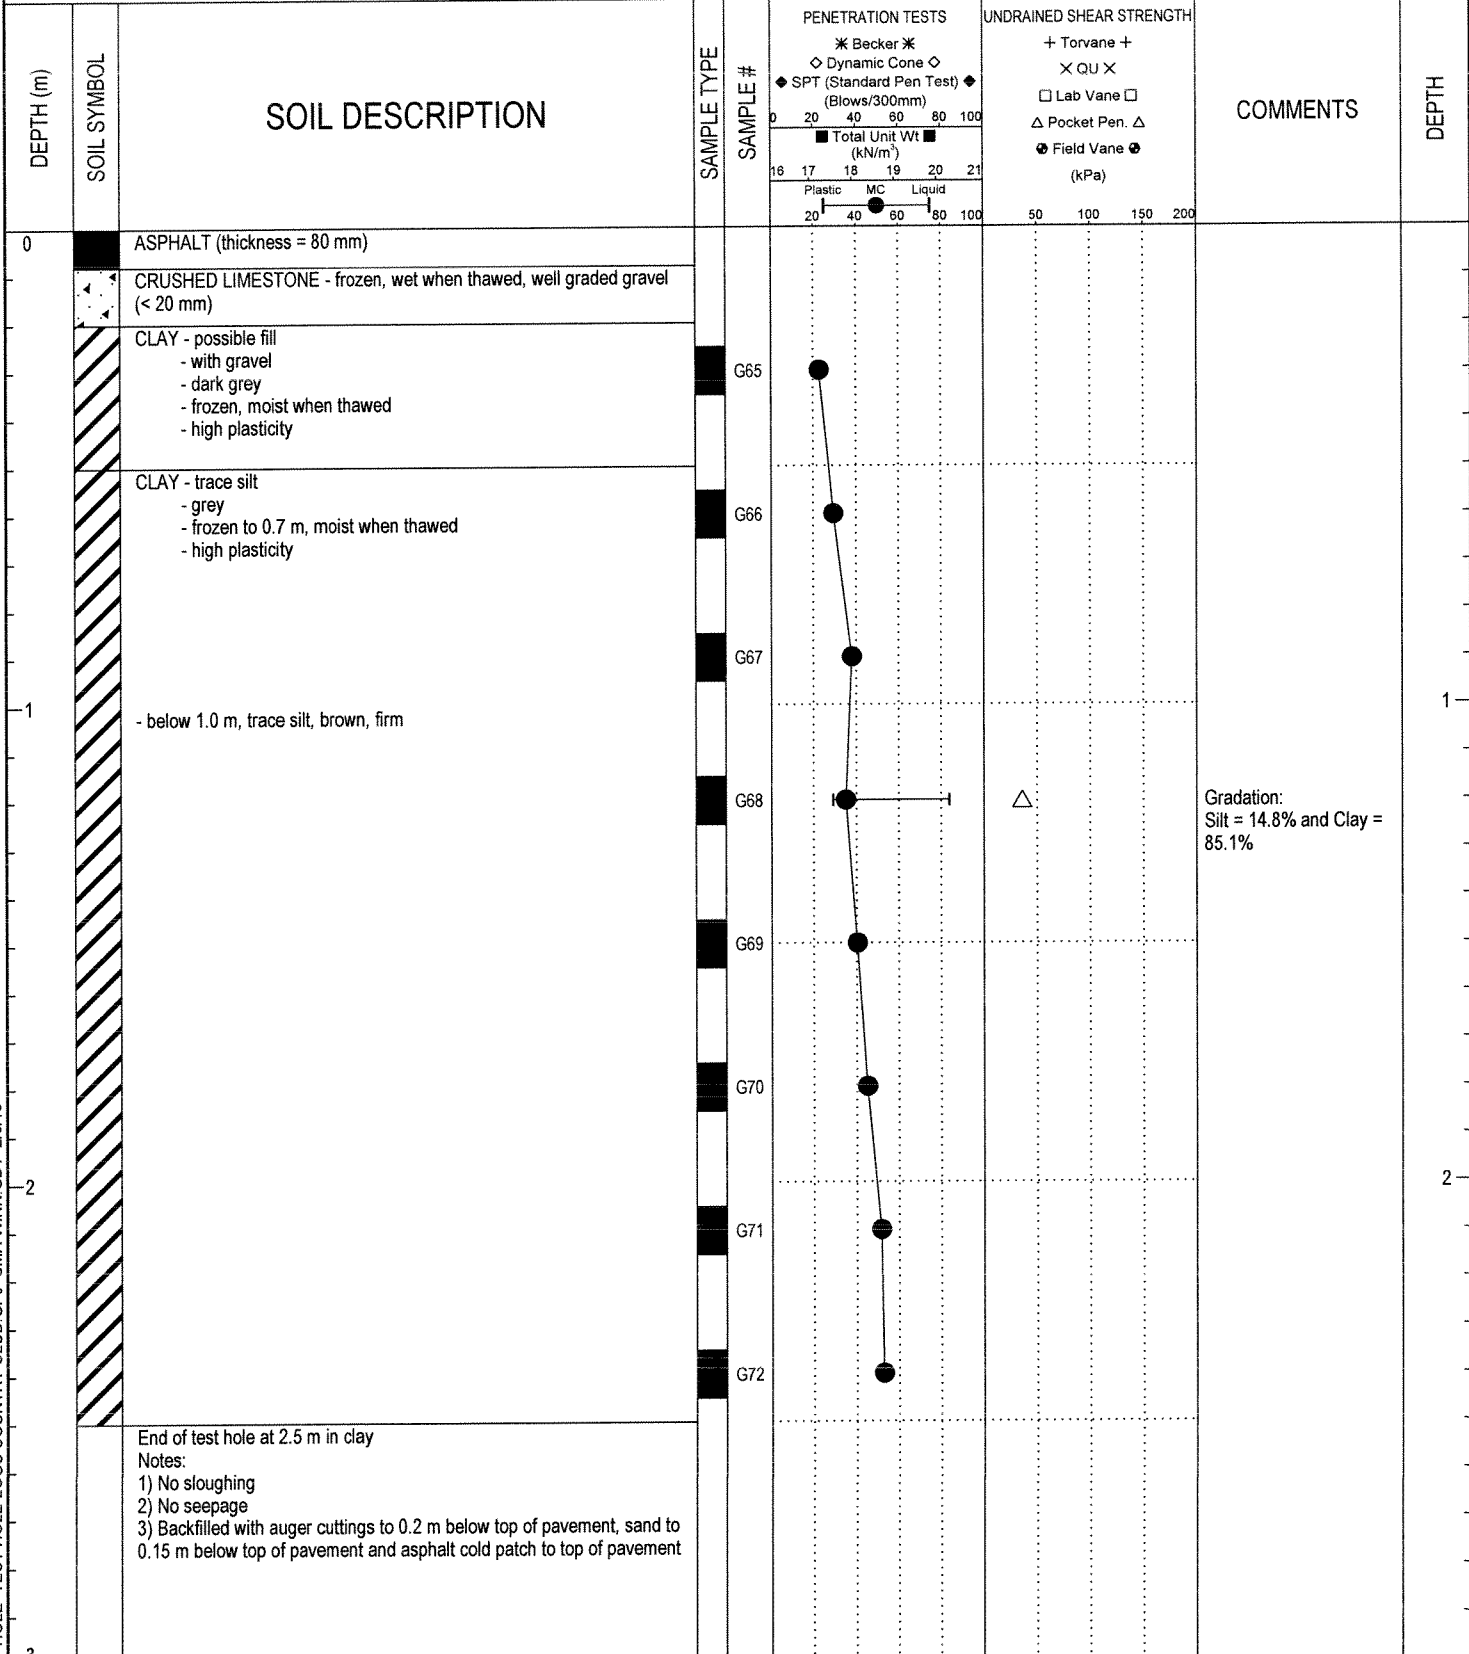 DEPTH (m)
SOIL SYMBOL
SOIL DESCRIPTION
SAMPLE TYPE
SAMPLE #
PENETRATION TESTS
Becker
Dynamic Cone
SPT (Standard Pen Test)
(Blows/300mm)
0 20 40 60 80 100
Total Unit Wt
(kN/m³)
16 17 18 19 20 21
Plastic MC Liquid
20 40 60 80 100
UNDRAINED SHEAR STRENGTH
+ Torvane +
× QU ×
□ Lab Vane □
△ Pocket Pen. △
Field Vane
(kPa)
50 100 150 200
COMMENTS
DEPTH
0
ASPHALT (thickness = 80 mm)
CRUSHED LIMESTONE - frozen, wet when thawed, well graded gravel
(< 20 mm)
CLAY - possible fill
- with gravel
- dark grey
- frozen, moist when thawed
- high plasticity
G65
CLAY - trace silt
- grey
- frozen to 0.7 m, moist when thawed
- high plasticity
G66
G67
1
- below 1.0 m, trace silt, brown, firm
1
G68
Gradation:
Silt = 14.8% and Clay =
85.1%
G69
G70
2
2
G71
G72
End of test hole at 2.5 m in clay
Notes:
1) No sloughing
2) No seepage
3) Backfilled with auger cuttings to 0.2 m below top of pavement, sand to
0.15 m below top of pavement and asphalt cold patch to top of pavement